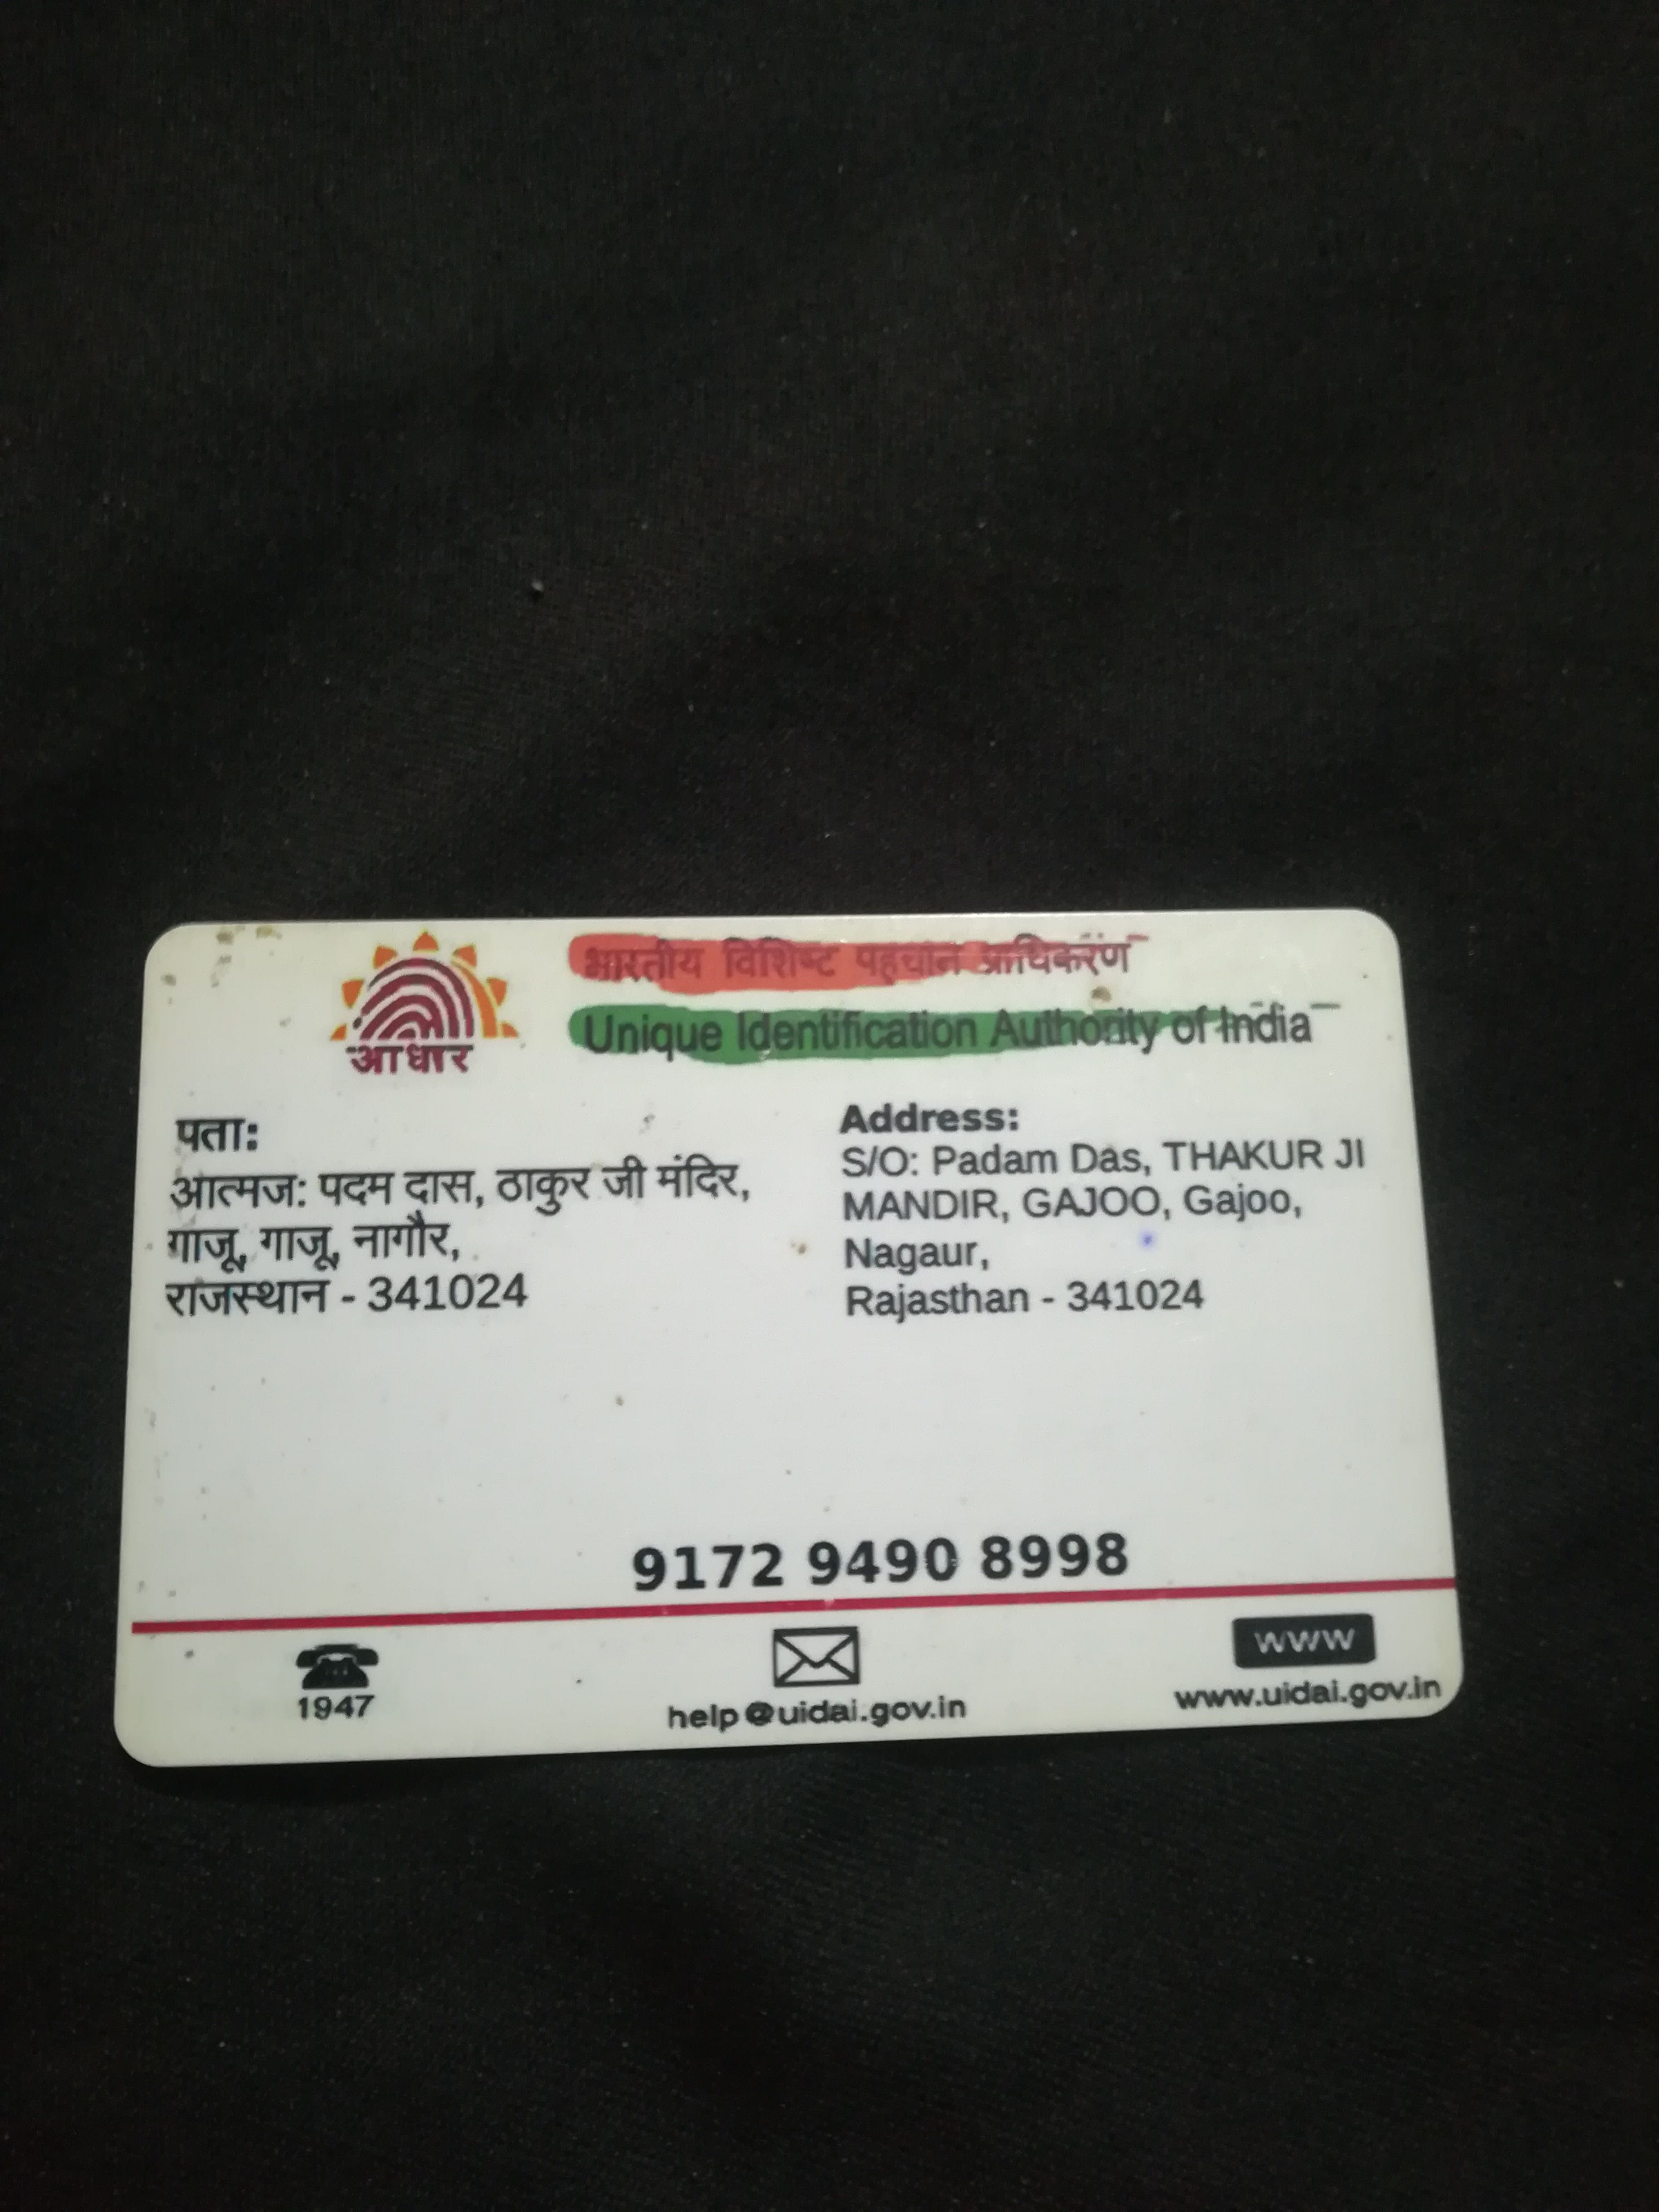 आधार
भारतीय विशिष्ट पहचान प्राधिकरण
Unique Identification Authority of India
पता:
आत्मज: पदम दास, ठाकुर जी मंदिर,
गाजू, गाजू, नागौर,
राजस्थान - 341024
Address:
S/O: Padam Das, THAKUR JI
MANDIR, GAJOO, Gajoo,
Nagaur,
Rajasthan - 341024
9172 9490 8998
1947
help@uidai.gov.in
www
www.uidai.gov.in